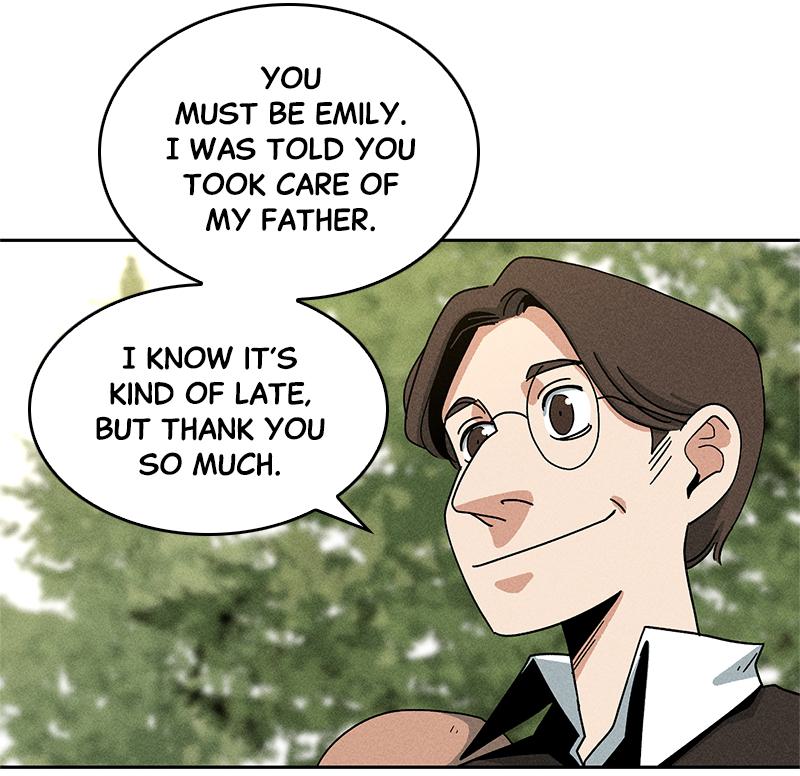 YOU
MUST BE EMILY.
I WAS TOLD YOU
TOOK CARE OF
MY FATHER.
I KNOW IT'S
KIND OF LATE,
BUT THANK YOU
SO MUCH.